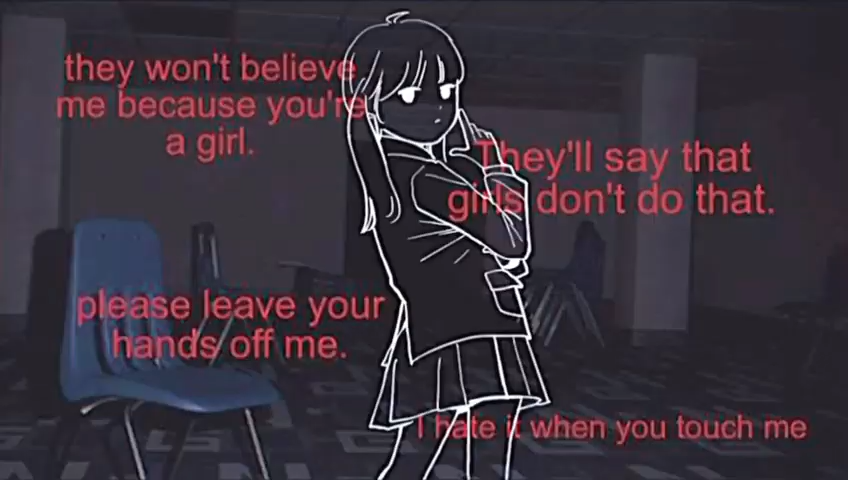 they won't believe
me because you're
a girl.
They'll say that
girls don't do that.
please leave your
hands off me.
I hate it when you touch me